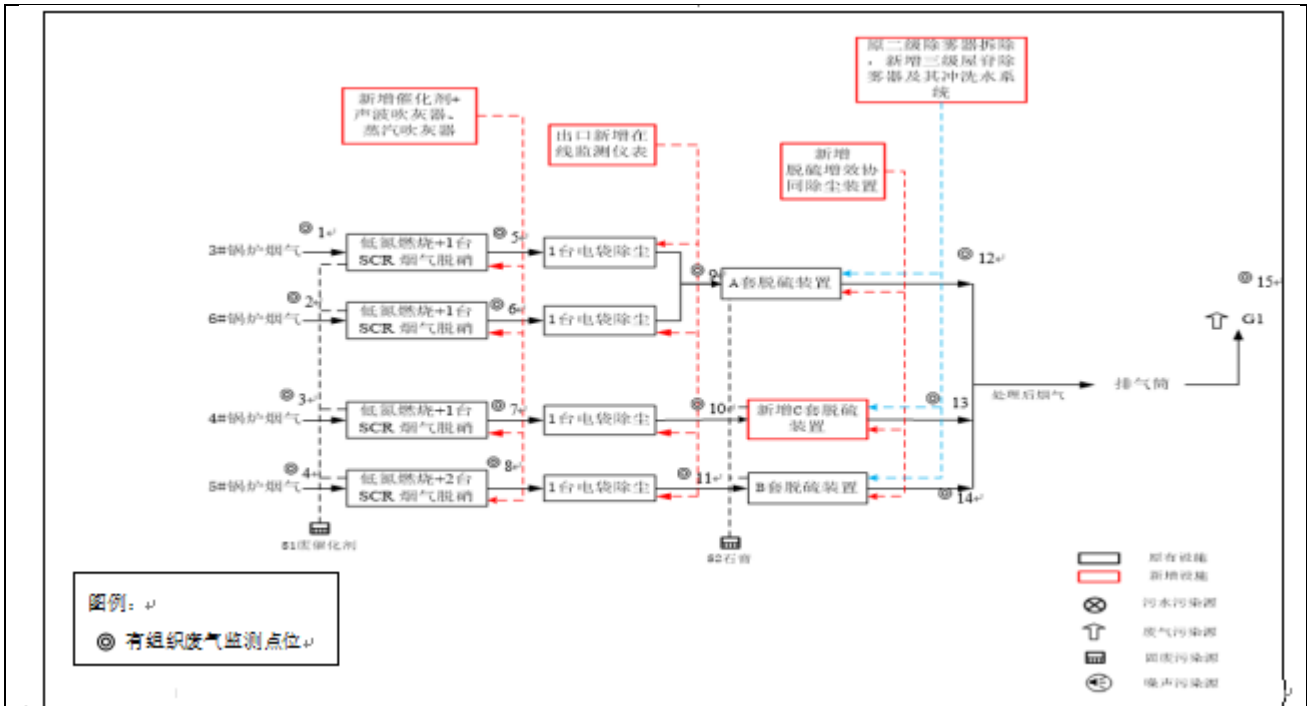 原二级除雾器拆除
，新增三级屋脊除
雾器及其冲洗水系
统
新增催化剂+
声波吹灰器、
蒸汽吹灰器
出口新增在
线监测仪表
新增
脱硫增效协
同除尘装置
◎ 1
3#锅炉烟气
低氮燃烧+1台
SCR 烟气脱硝
◎ 5
1台电袋除尘
◎ 9
A套脱硫装置
◎ 12
◎ 15
◎ 2
6#锅炉烟气
低氮燃烧+1台
SCR 烟气脱硝
◎ 6
1台电袋除尘
G1
◎ 3
4#锅炉烟气
低氮燃烧+1台
SCR 烟气脱硝
◎ 7
1台电袋除尘
◎ 10
新增C套脱硫
装置
◎ 13
处理后烟气
排气筒
◎ 4
5#锅炉烟气
低氮燃烧+2台
SCR 烟气脱硝
◎ 8
1台电袋除尘
◎ 11
B套脱硫装置
◎ 14
S1废催化剂
S2石膏
原有设施
新增设施
污水污染源
废气污染源
固废污染源
噪声污染源
图例：
◎ 有组织废气监测点位